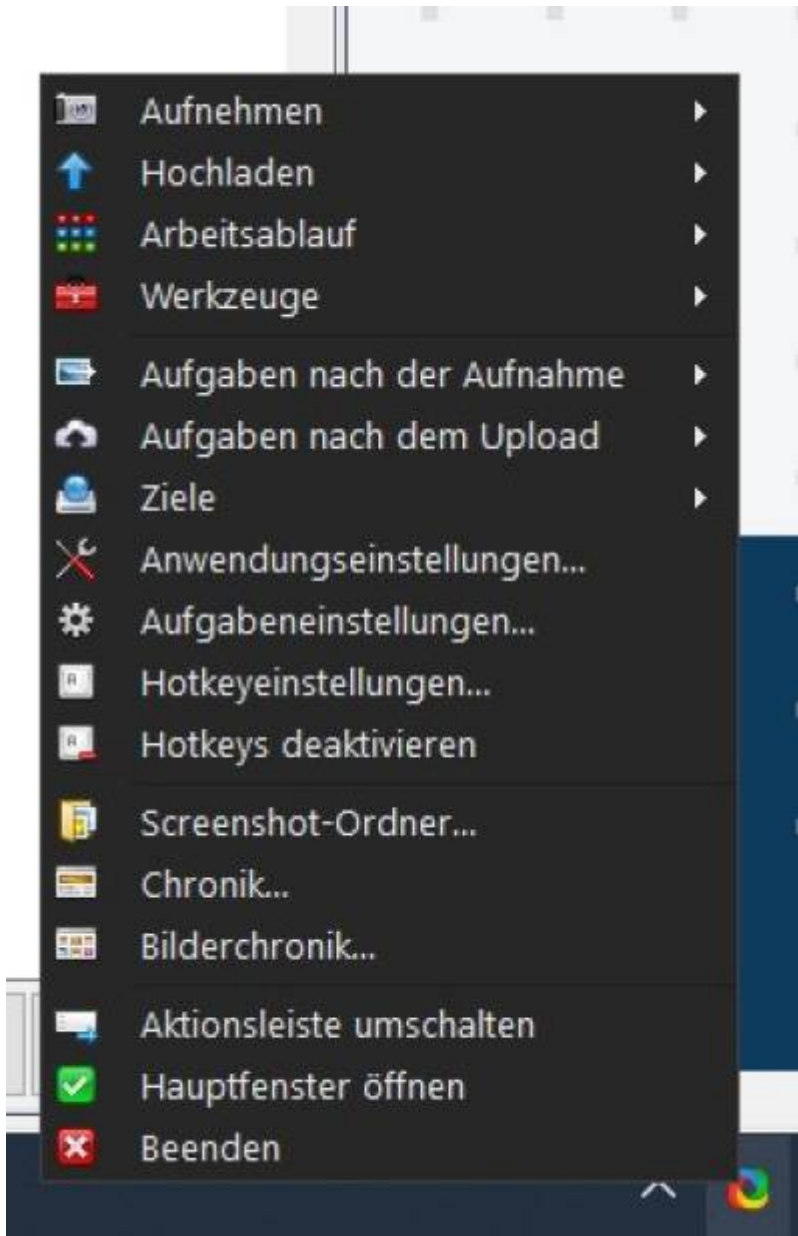 Aufnehmen
Hochladen
Arbeitsablauf
Werkzeuge
Aufgaben nach der Aufnahme
Aufgaben nach dem Upload
Ziele
Anwendungseinstellungen...
Aufgabeneinstellungen...
Hotkeyeinstellungen...
Hotkeys deaktivieren
Screenshot-Ordner...
Chronik...
Bilderchronik...
Aktionsleiste umschalten
Hauptfenster öffnen
Beenden